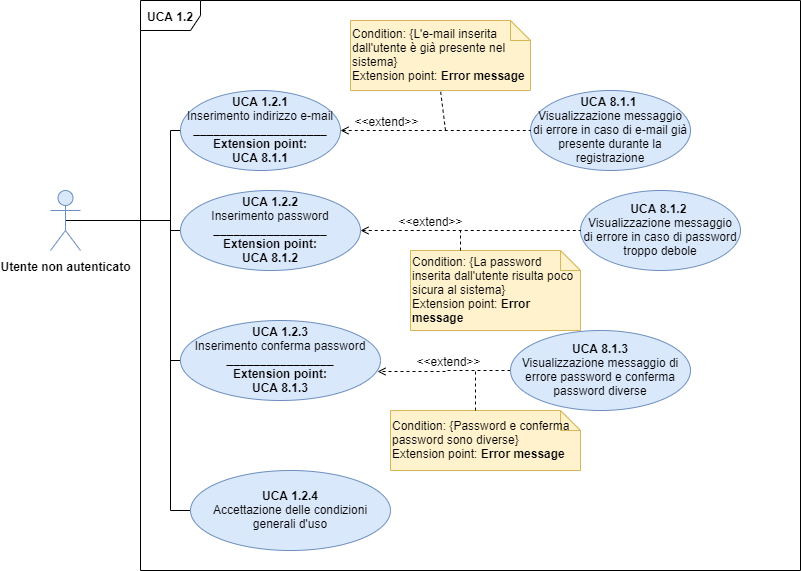 UCA 1.2
Condition: {L'e-mail inserita
dall'utente è già presente nel
sistema}
Extension point: Error message
UCA 1.2.1
Inserimento indirizzo e-mail
____________________
Extension point:
UCA 8.1.1
<<extend>>
UCA 8.1.1
Visualizzazione messaggio
di errore in caso di e-mail già
presente durante la
registrazione
UCA 1.2.2
Inserimento password
_________________
Extension point:
UCA 8.1.2
<<extend>>
UCA 8.1.2
Visualizzazione messaggio
di errore in caso di password
troppo debole
Utente non autenticato
Condition: {La password
inserita dall'utente risulta poco
sicura al sistema}
Extension point: Error
message
UCA 1.2.3
Inserimento conferma password
________________
Extension point:
UCA 8.1.3
<<extend>>
UCA 8.1.3
Visualizzazione messaggio di
errore password e conferma
password diverse
Condition: {Password e conferma
password sono diverse}
Extension point: Error message
UCA 1.2.4
Accettazione delle condizioni
generali d'uso